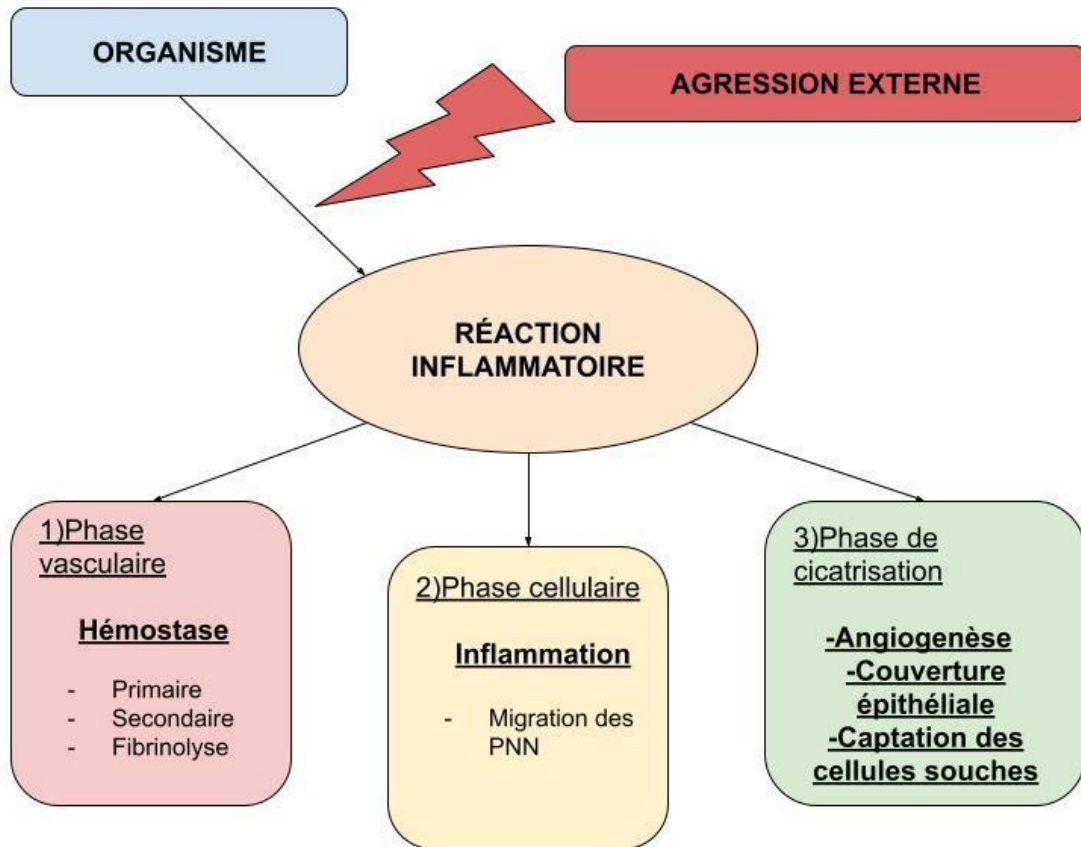 ORGANISME
AGRESSION EXTERNE
RÉACTION
INFLAMMATOIRE
1)Phase
vasculaire
Hémostase
- Primaire
- Secondaire
- Fibrinolyse
2)Phase cellulaire
Inflammation
- Migration des
PNN
3)Phase de
cicatrisation
-Angiogenèse
-Couverture
épithéliale
-Captation des
cellules souches